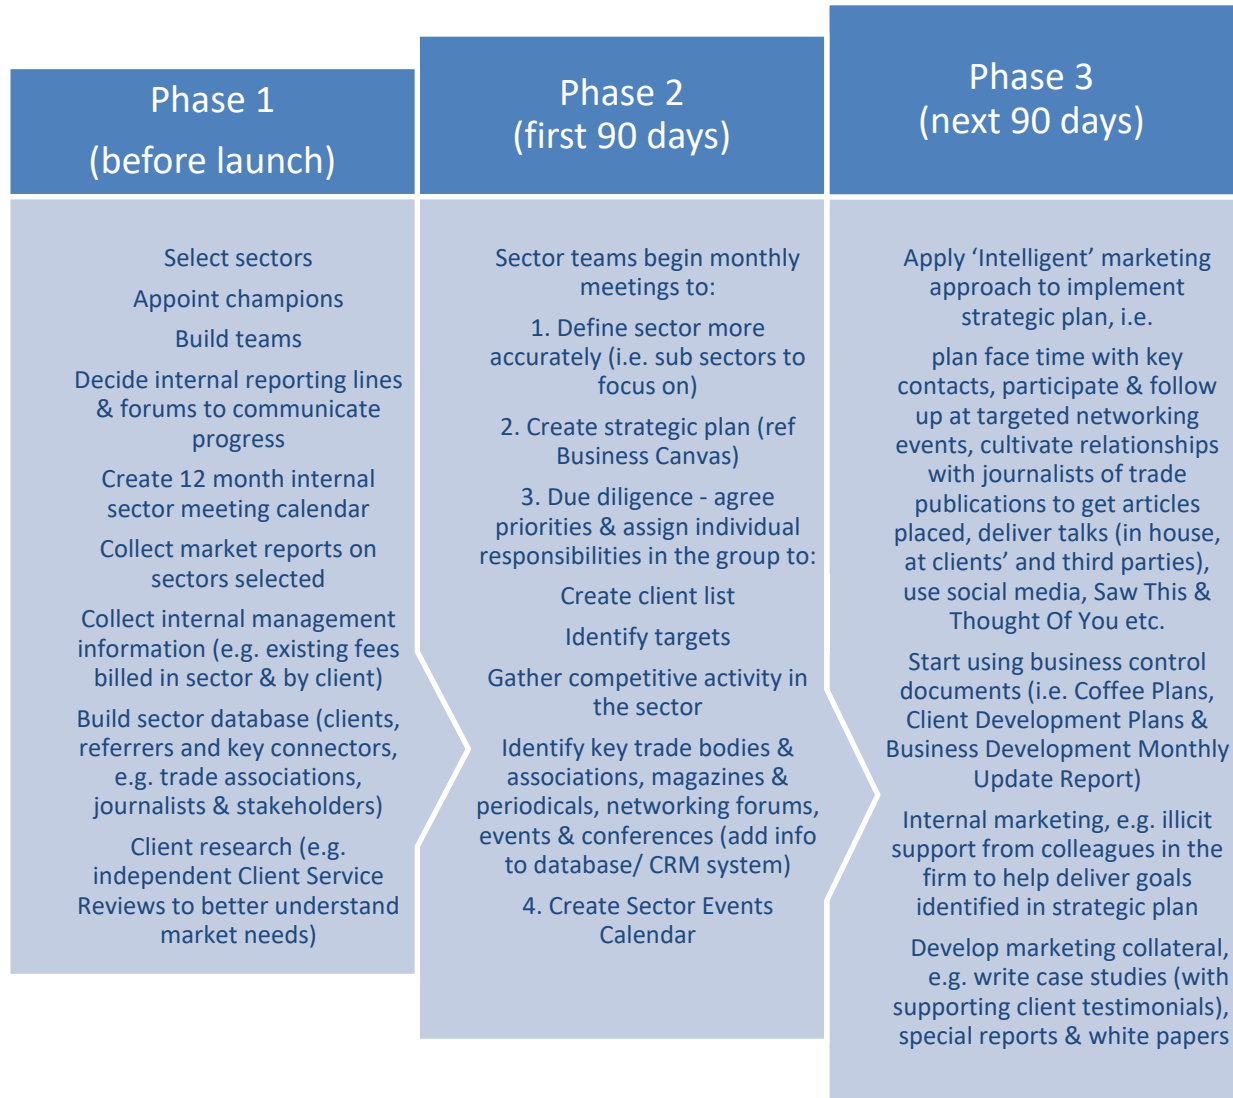 Phase 1
(before launch)
Select sectors
Appoint champions
Build teams
Decide internal reporting lines
& forums to communicate
progress
Create 12 month internal
sector meeting calendar
Collect market reports on
sectors selected
Collect internal management
information (e.g. existing fees
billed in sector & by client)
Build sector database (clients,
referrers and key connectors,
e.g. trade associations,
journalists & stakeholders)
Client research (e.g.
independent Client Service
Reviews to better understand
market needs)
Phase 2
(first 90 days)
Sector teams begin monthly
meetings to:
1. Define sector more
accurately (i.e. sub sectors to
focus on)
2. Create strategic plan (ref
Business Canvas)
3. Due diligence - agree
priorities & assign individual
responsibilities in the group to:
Create client list
Identify targets
Gather competitive activity in
the sector
Identify key trade bodies &
associations, magazines &
periodicals, networking forums,
events & conferences (add info
to database/ CRM system)
4. Create Sector Events
Calendar
Phase 3
(next 90 days)
Apply ‘Intelligent’ marketing
approach to implement
strategic plan, i.e.
plan face time with key
contacts, participate & follow
up at targeted networking
events, cultivate relationships
with journalists of trade
publications to get articles
placed, deliver talks (in house,
at clients’ and third parties),
use social media, Saw This &
Thought Of You etc.
Start using business control
documents (i.e. Coffee Plans,
Client Development Plans &
Business Development Monthly
Update Report)
Internal marketing, e.g. illicit
support from colleagues in the
firm to help deliver goals
identified in strategic plan
Develop marketing collateral,
e.g. write case studies (with
supporting client testimonials),
special reports & white papers